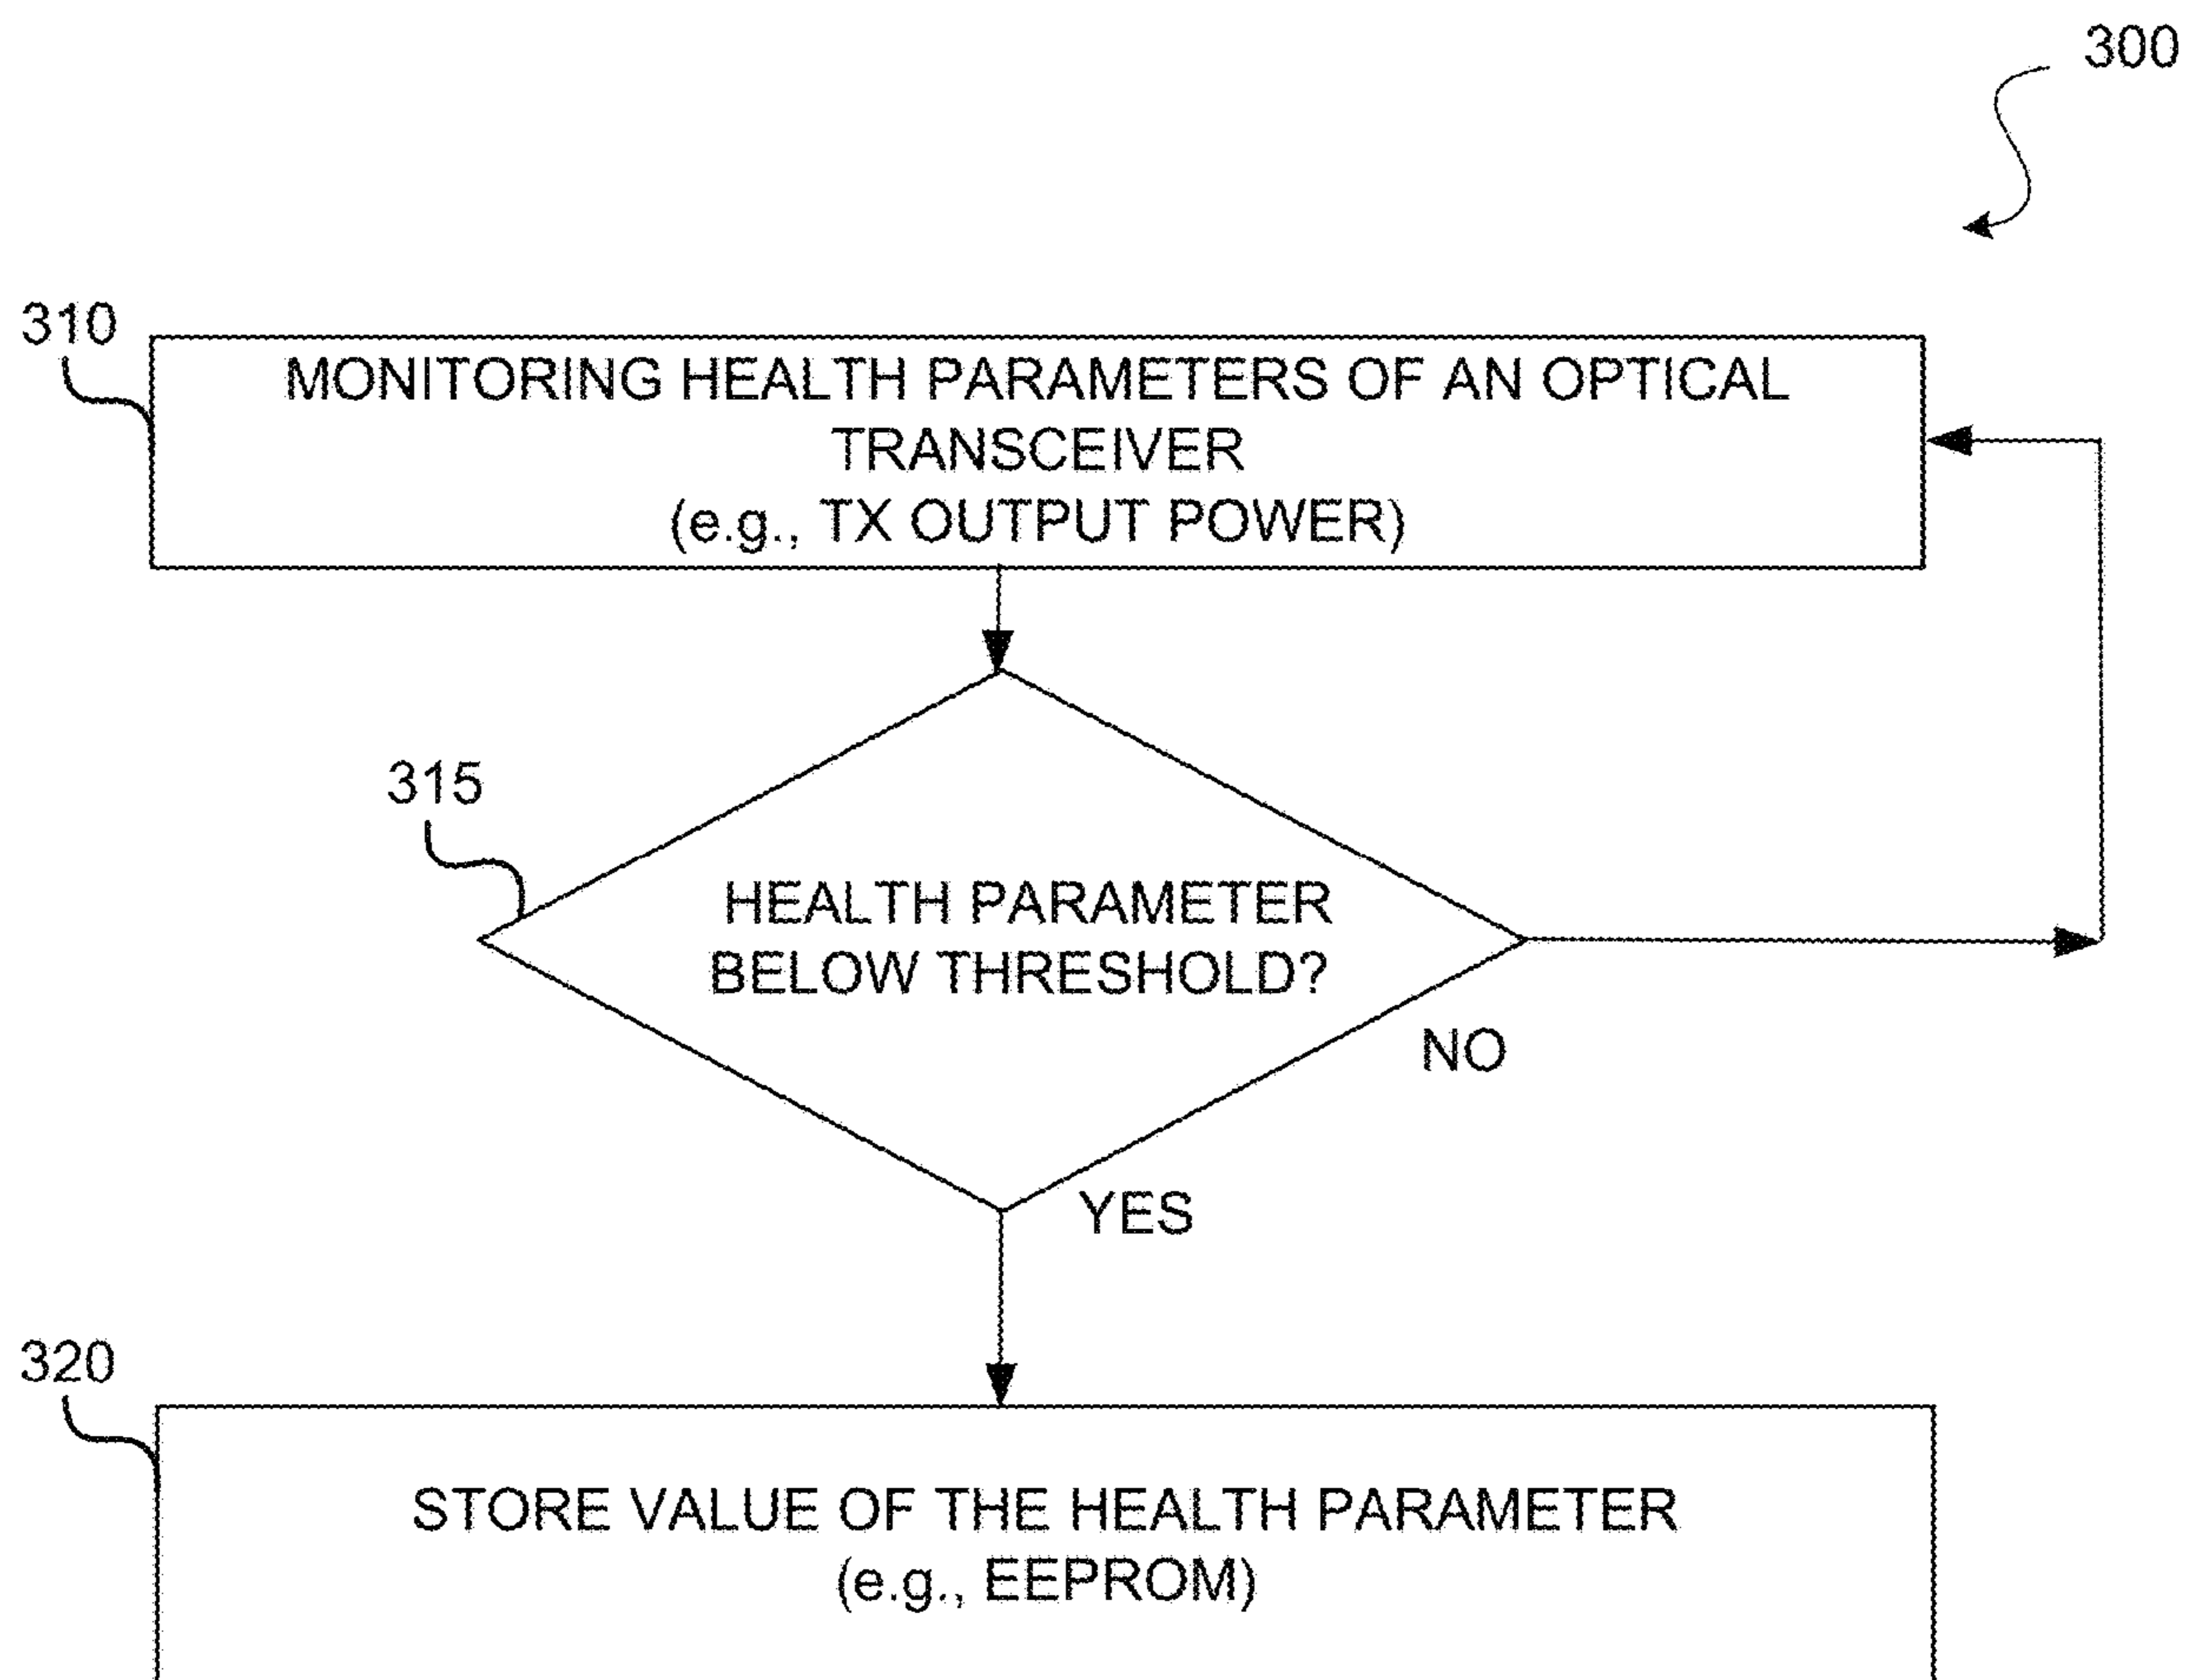 300
310
MONITORING HEALTH PARAMETERS OF AN OPTICAL
TRANSCEIVER
(e.g., TX OUTPUT POWER)
315
HEALTH PARAMETER
BELOW THRESHOLD?
NO
YES
320
STORE VALUE OF THE HEALTH PARAMETER
(e.g., EEPROM)